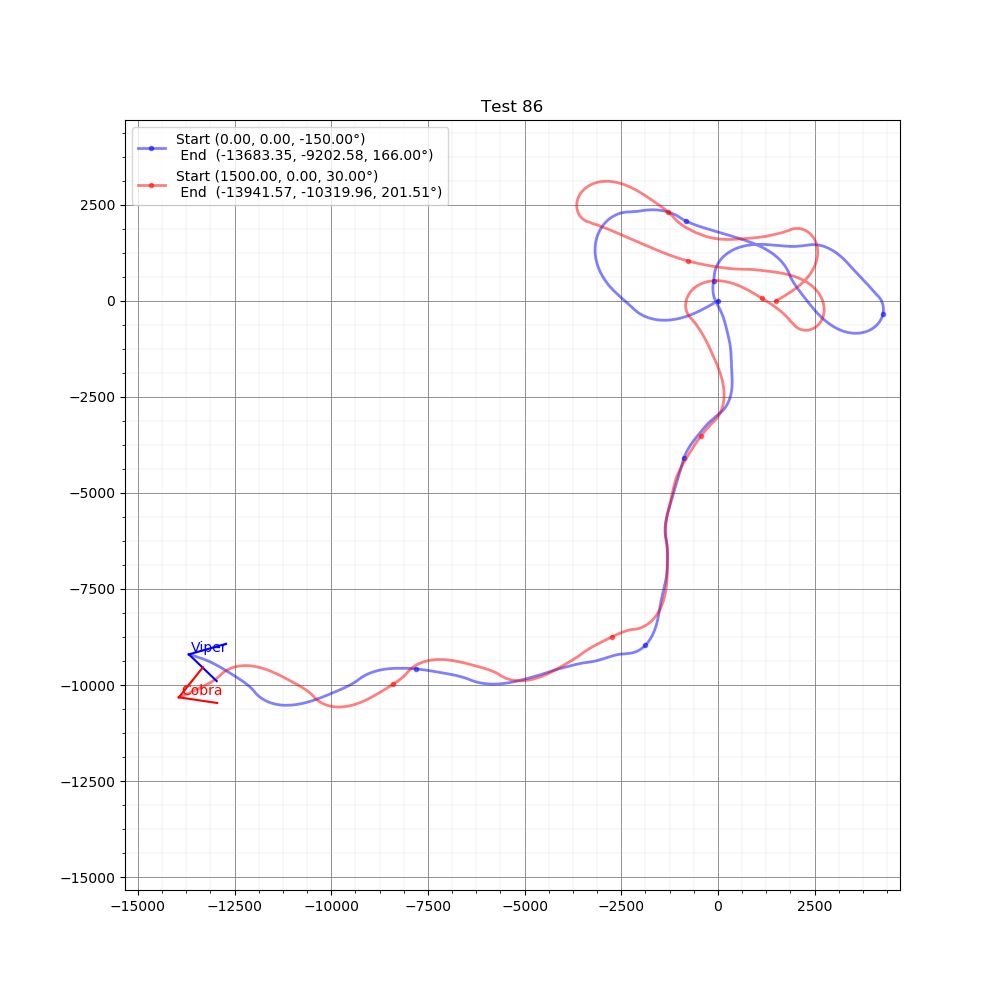 Test 86
Start (0.00, 0.00, -150.00°)
End (-13683.35, -9202.58, 166.00°)
Start (1500.00, 0.00, 30.00°)
End (-13941.57, -10319.96, 201.51°)
2500
0
−2500
−5000
−7500
−10000
−12500
−15000
Viper
Cobra
−15000 −12500 −10000 −7500 −5000 −2500 0 2500